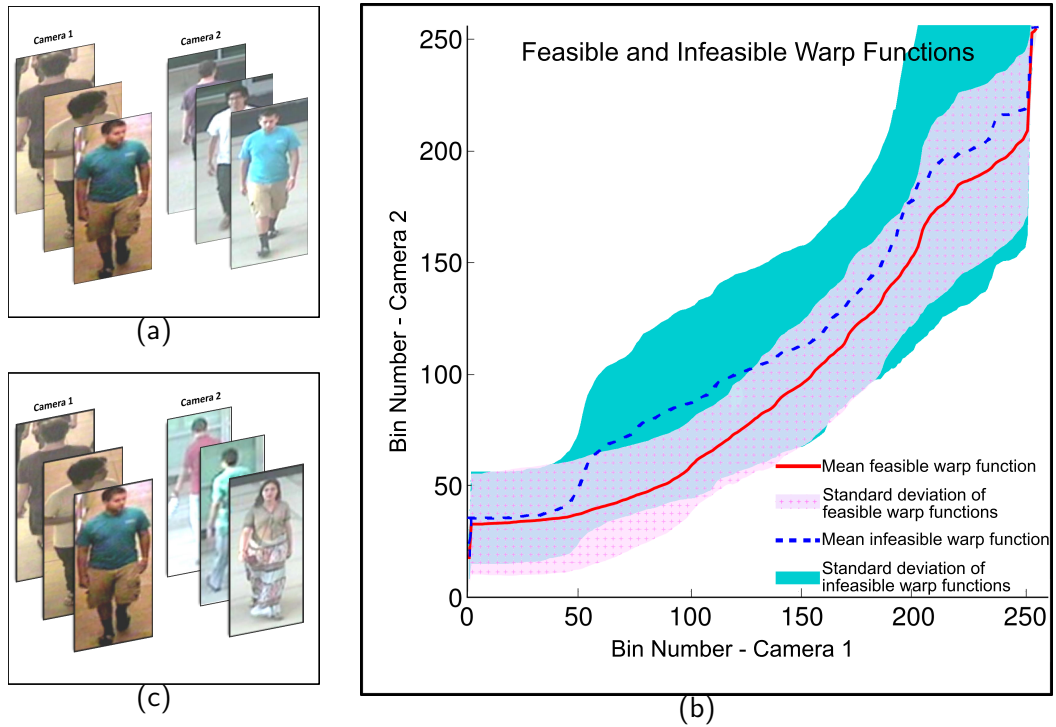 Camera 1
Camera 2
(a)
Camera 1
Camera 2
(c)
Feasible and Infeasible Warp Functions
Bin Number - Camera 2
250
200
150
100
50
0
0 50 100 150 200 250
Bin Number - Camera 1
Mean feasible warp function
Standard deviation of
feasible warp functions
Mean infeasible warp function
Standard deviation of
infeasible warp functions
(b)